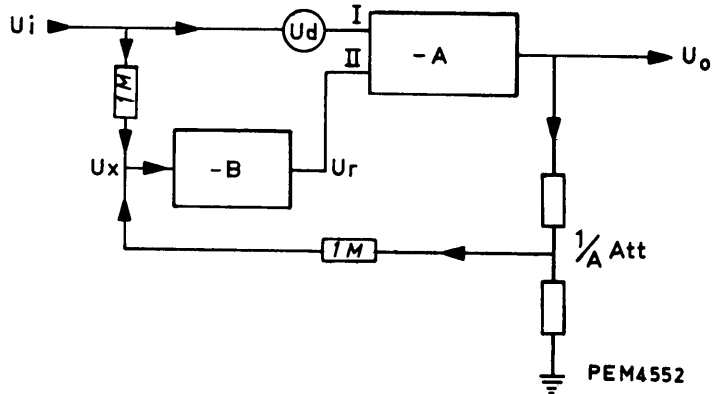 Ui
Ud
I
II
-A
Uo
1M
Ux
-B
Ur
1M
1/A Att
PEM4552